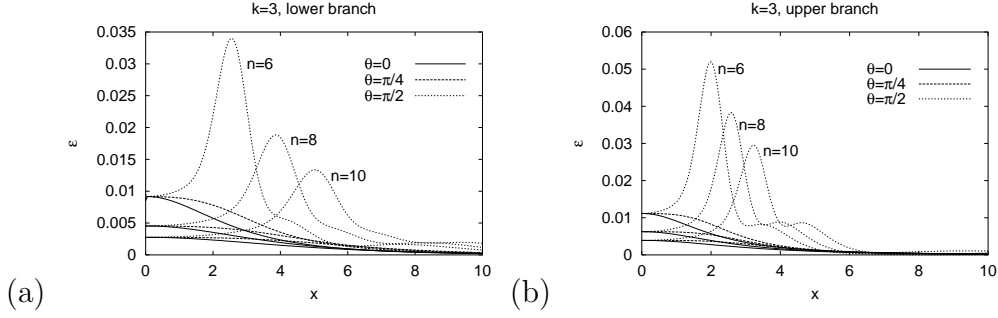 k=3, lower branch
0.035
0.03
0.025
0.02
0.015
0.01
0.005
0
ε
n=6
n=8
n=10
θ=0
θ=π/4
θ=π/2
0 2 4 6 8 10
x
(a)
k=3, upper branch
0.06
0.05
0.04
0.03
0.02
0.01
0
ε
n=6
n=8
n=10
θ=0
θ=π/4
θ=π/2
0 2 4 6 8 10
x
(b)